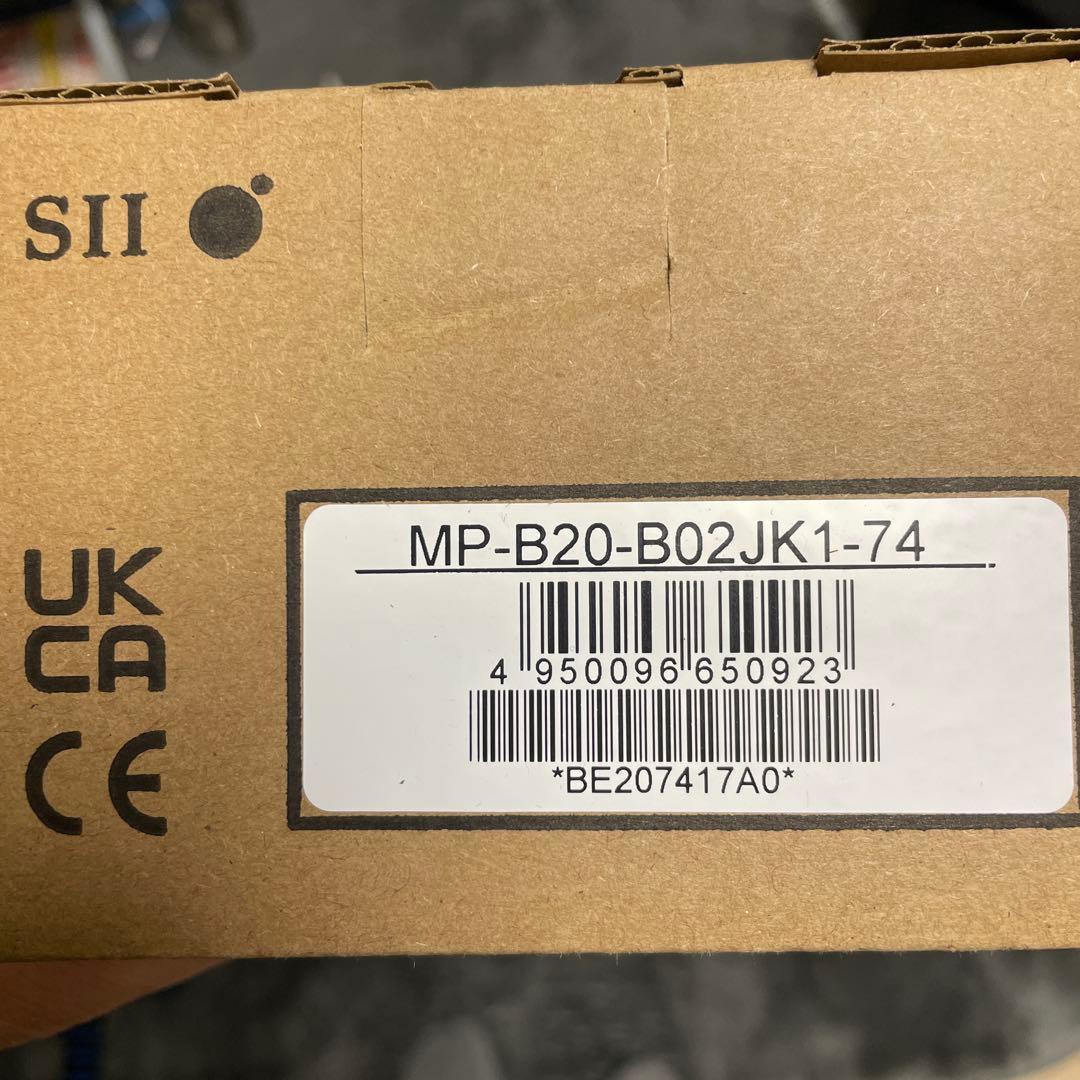 SII
MP-B20-B02JK1-74
4 950096 650923
*BE207417A0*
UK
CA
CE